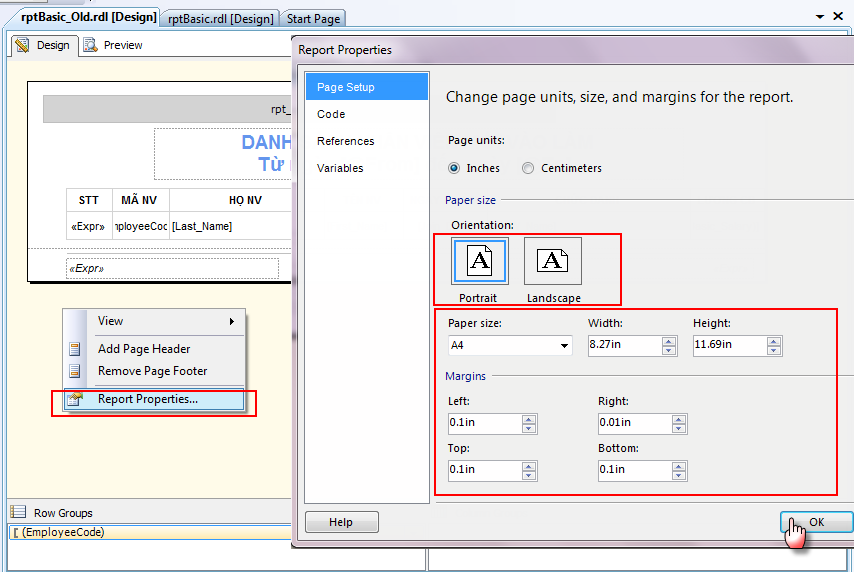 rptBasic_Old.rdl [Design]
rptBasic.rdl [Design]
Start Page
Design
Preview
rpt_
DANH
Từ
STT
MÃ NV
HỌ NV
«Expr»
nployeeCod
[Last_Name]
«Expr»
View
Add Page Header
Remove Page Footer
Report Properties...
Row Groups
(EmployeeCode)
Report Properties
Page Setup
Code
References
Variables
Change page units, size, and margins for the report.
Page units:
Inches
Centimeters
Paper size
Orientation:
A
A
Portrait
Landscape
Paper size:
Width:
Height:
A4
8.27in
11.69in
Margins
Left:
Right:
0.1in
0.01in
Top:
Bottom:
0.1in
0.1in
Help
OK